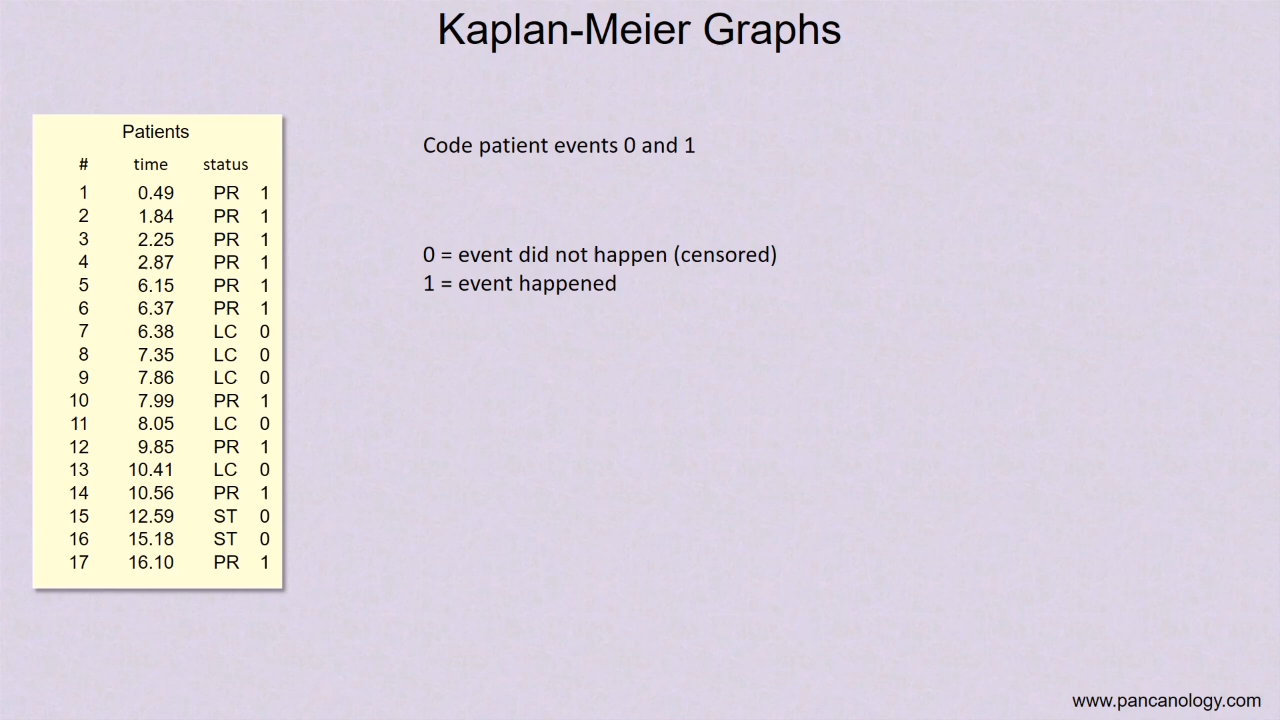 Kaplan-Meier Graphs
Patients
# time status
1 0.49 PR 1
2 1.84 PR 1
3 2.25 PR 1
4 2.87 PR 1
5 6.15 PR 1
6 6.37 PR 1
7 6.38 LC 0
8 7.35 LC 0
9 7.86 LC 0
10 7.99 PR 1
11 8.05 LC 0
12 9.85 PR 1
13 10.41 LC 0
14 10.56 PR 1
15 12.59 ST 0
16 15.18 ST 0
17 16.10 PR 1
Code patient events 0 and 1
0 = event did not happen (censored)
1 = event happened
www.pancanology.com